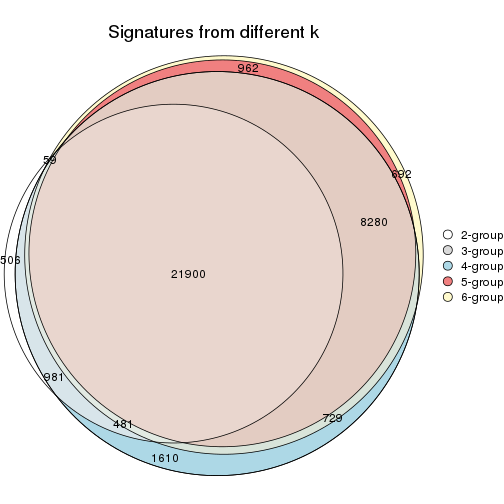 Signatures from different k
962
59
692
8280
506
21900
981
481
729
1610
2-group
3-group
4-group
5-group
6-group